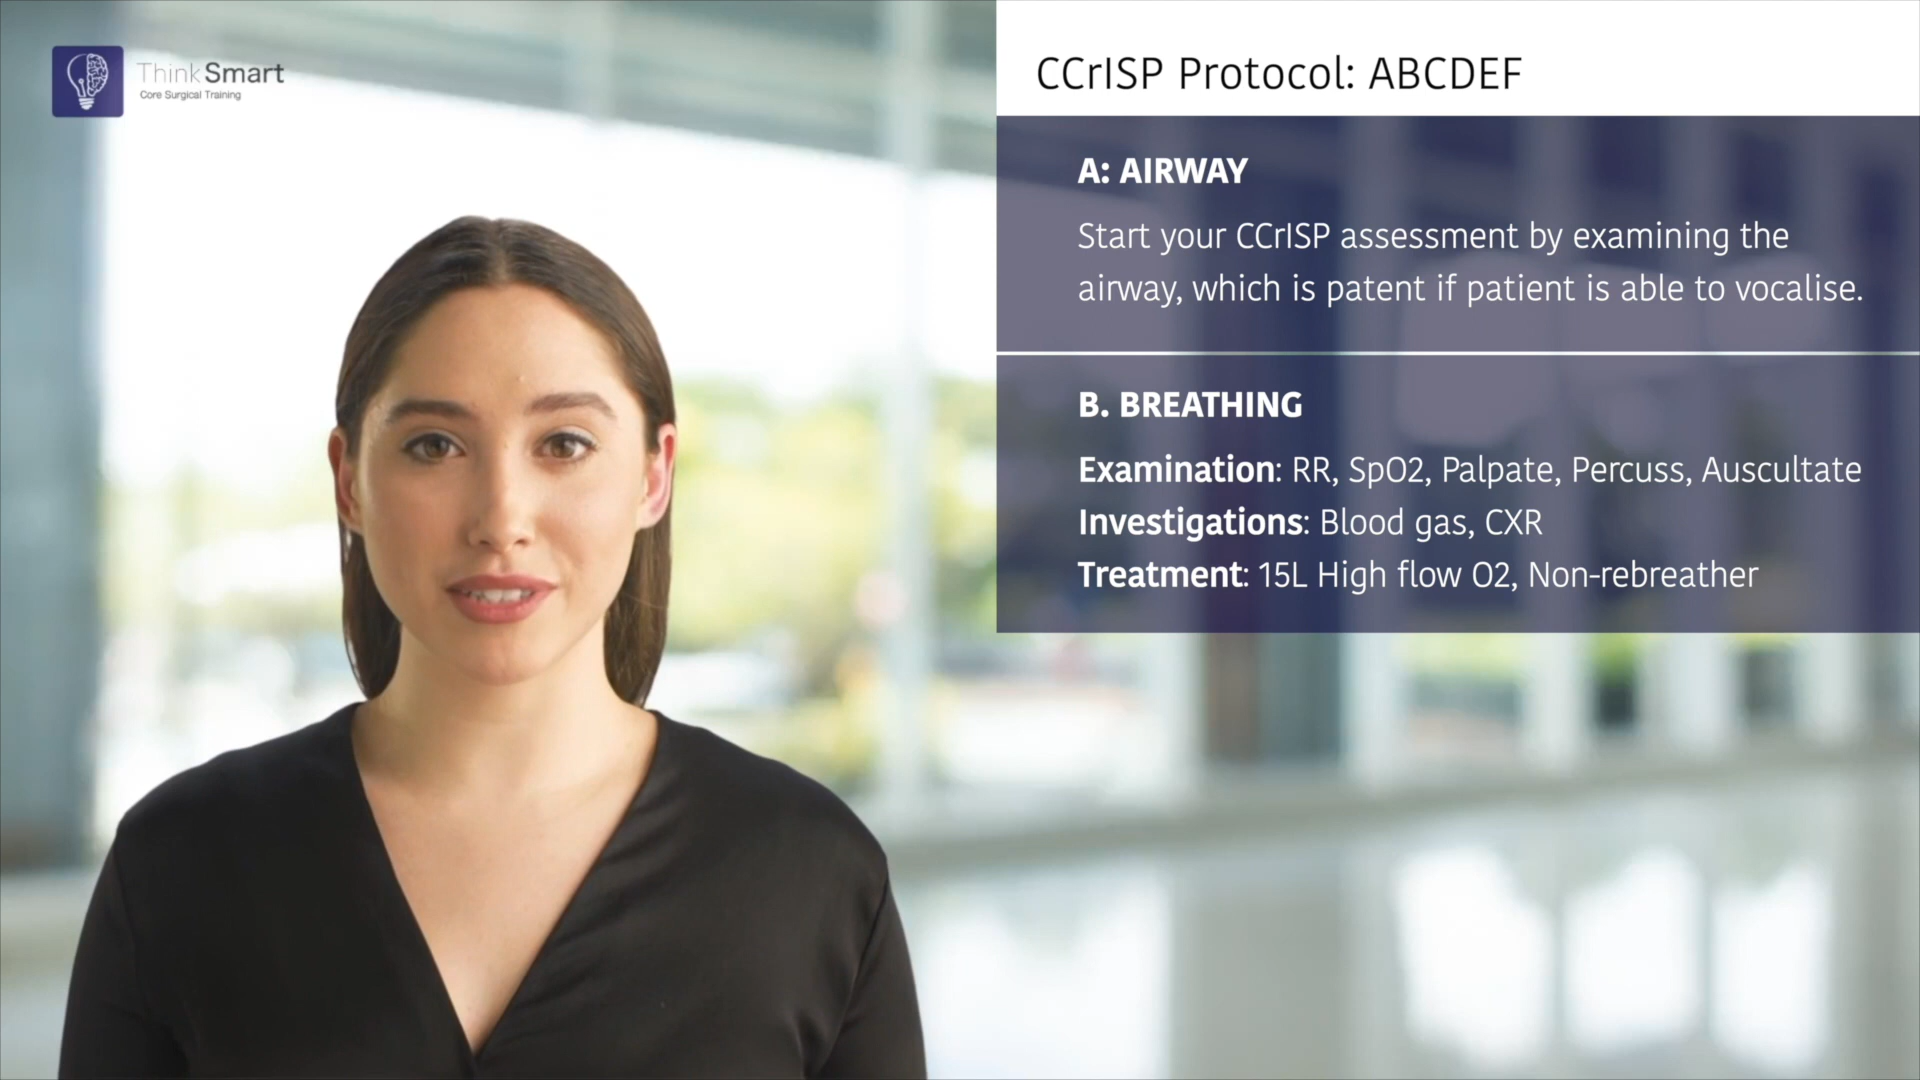 ThinkSmart
Core Surgical Training
CCrISP Protocol: ABCDEF
A: AIRWAY
Start your CCrISP assessment by examining the
airway, which is patent if patient is able to vocalise.
B. BREATHING
Examination: RR, SpO2, Palpate, Percuss, Auscultate
Investigations: Blood gas, CXR
Treatment: 15L High flow O2, Non-rebreather